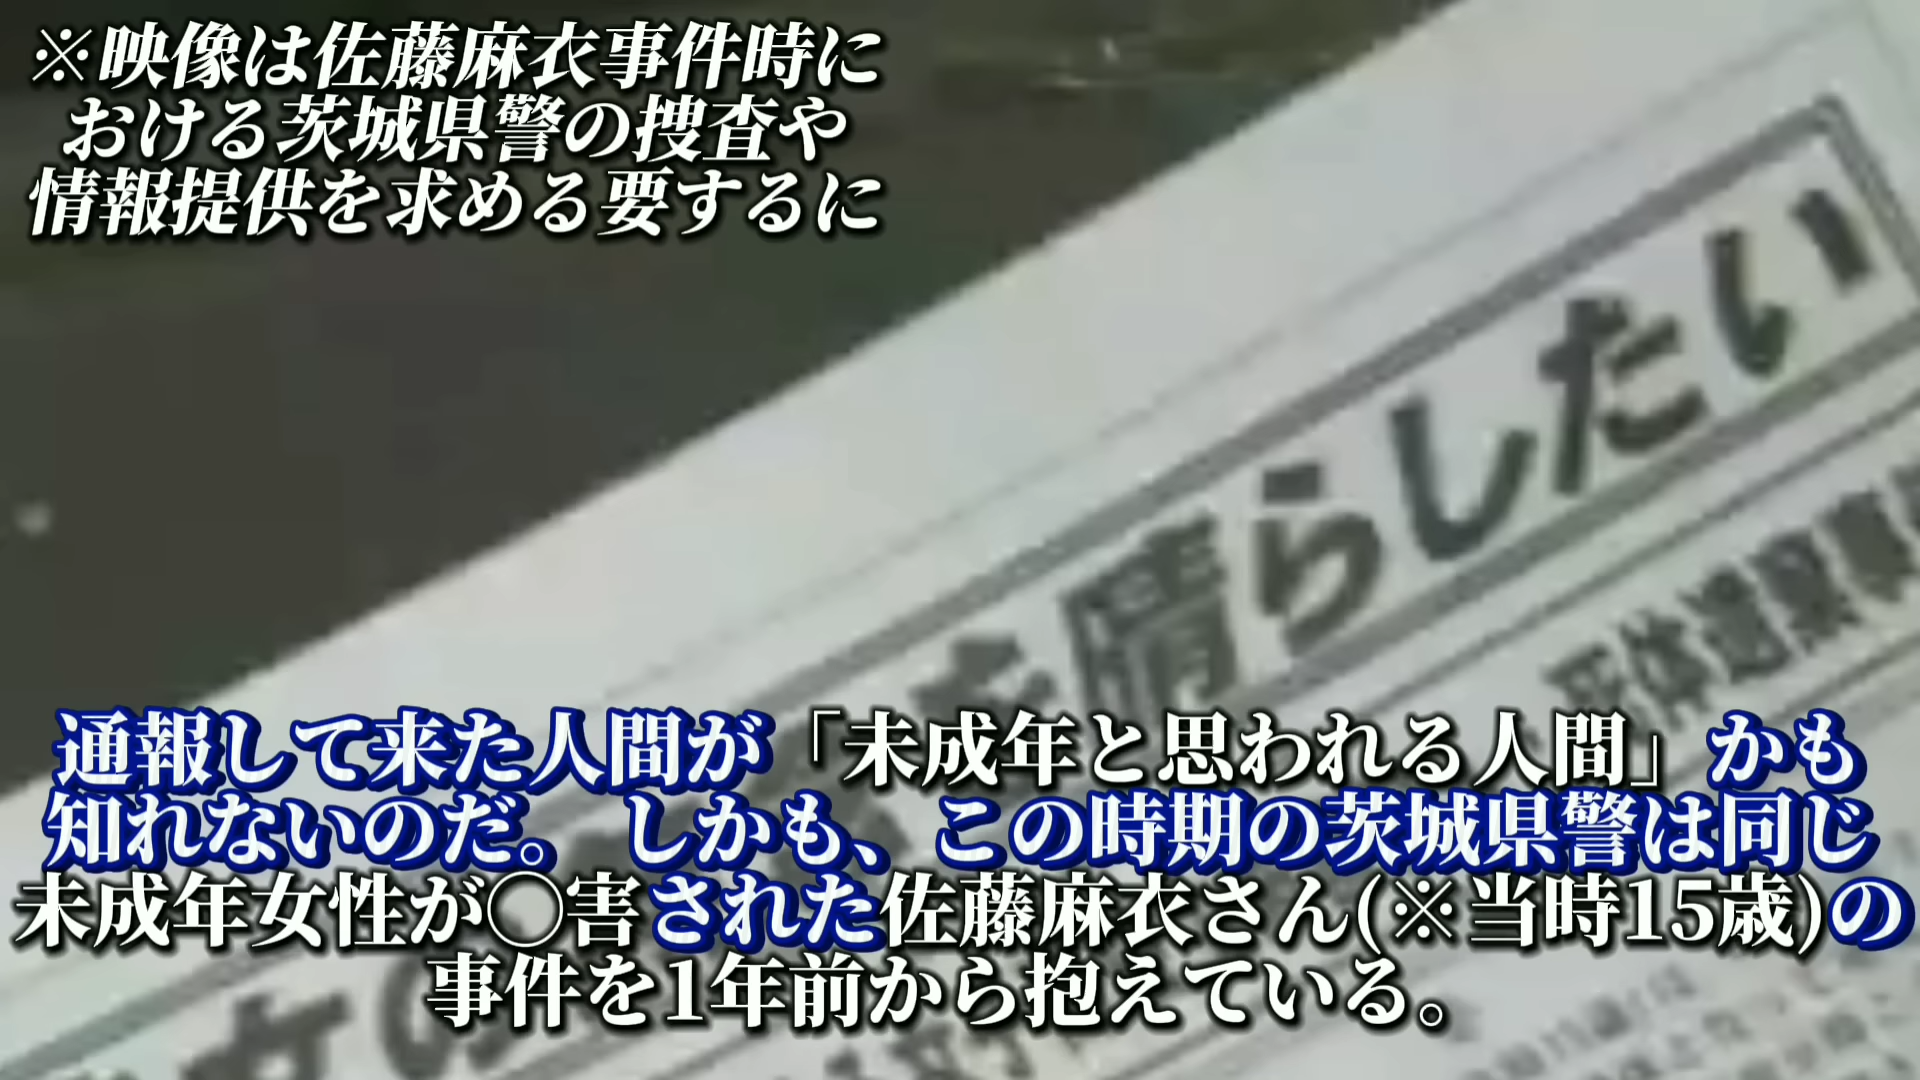 ※映像は佐藤麻衣事件時に
おける茨城県警の捜査や
情報提供を求める要するに
晴らしたい
死体遺棄事
通報して来た人間が「未成年と思われる人間」かも
知れないのだ。しかも、この時期の茨城県警は同じ
未成年女性が◯害された佐藤麻衣さん(※当時15歳)の
事件を1年前から抱えている。